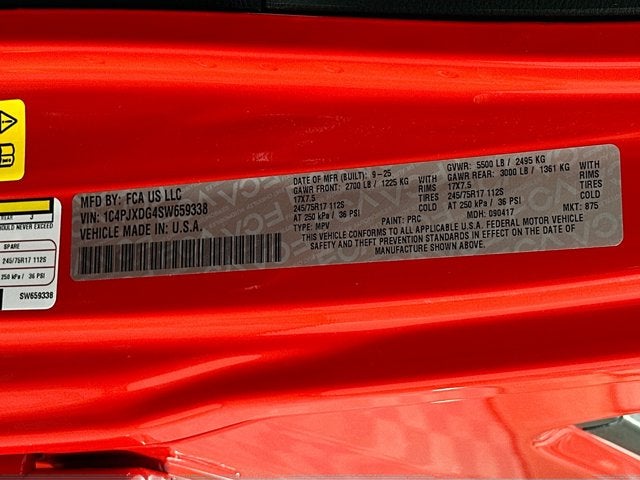 MFD BY: FCA US LLC
VIN: 1C4PJXDG4SW659338
VEHICLE MADE IN: U.S.A.
DATE OF MFR (BUILT): 9-25
GAWR FRONT: 2700 LB / 1225 KG WITH
17X7.5 RIMS
245/75R17 112S TIRES
AT 250 kPa / 36 PSI COLD
TYPE: MPV PAINT: PRC
GVWR: 5500 LB / 2495 KG
GAWR REAR: 3000 LB / 1361 KG WITH
17X7.5 RIMS
245/75R17 112S TIRES
AT 250 kPa / 36 PSI COLD
MDH: 090417 MKT: 875
THIS VEHICLE CONFORMS TO ALL APPLICABLE U.S.A. FEDERAL MOTOR VEHICLE
SAFETY AND THEFT PREVENTION STANDARDS IN EFFECT ON THE DATE OF
MANUFACTURE SHOWN ABOVE.
REAR 3
SHOULD NEVER EXCEED
SPARE
245/75R17 112S
250 kPa / 36 PSI
SW659338